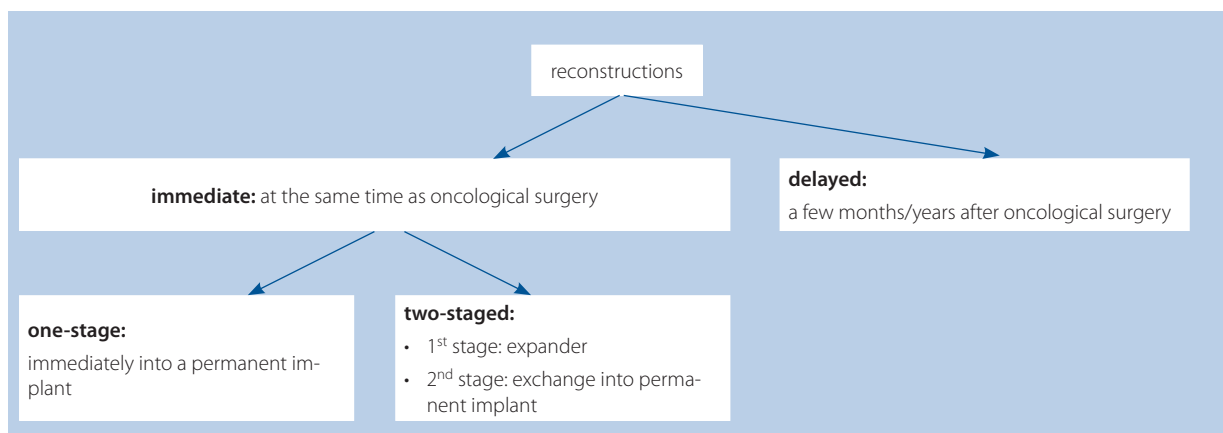 reconstructions
immediate: at the same time as oncological surgery
delayed:
a few months/years after oncological surgery
one-stage:
immediately into a permanent im-
plant
two-staged:
• 1st stage: expander
• 2nd stage: exchange into perma-
nent implant